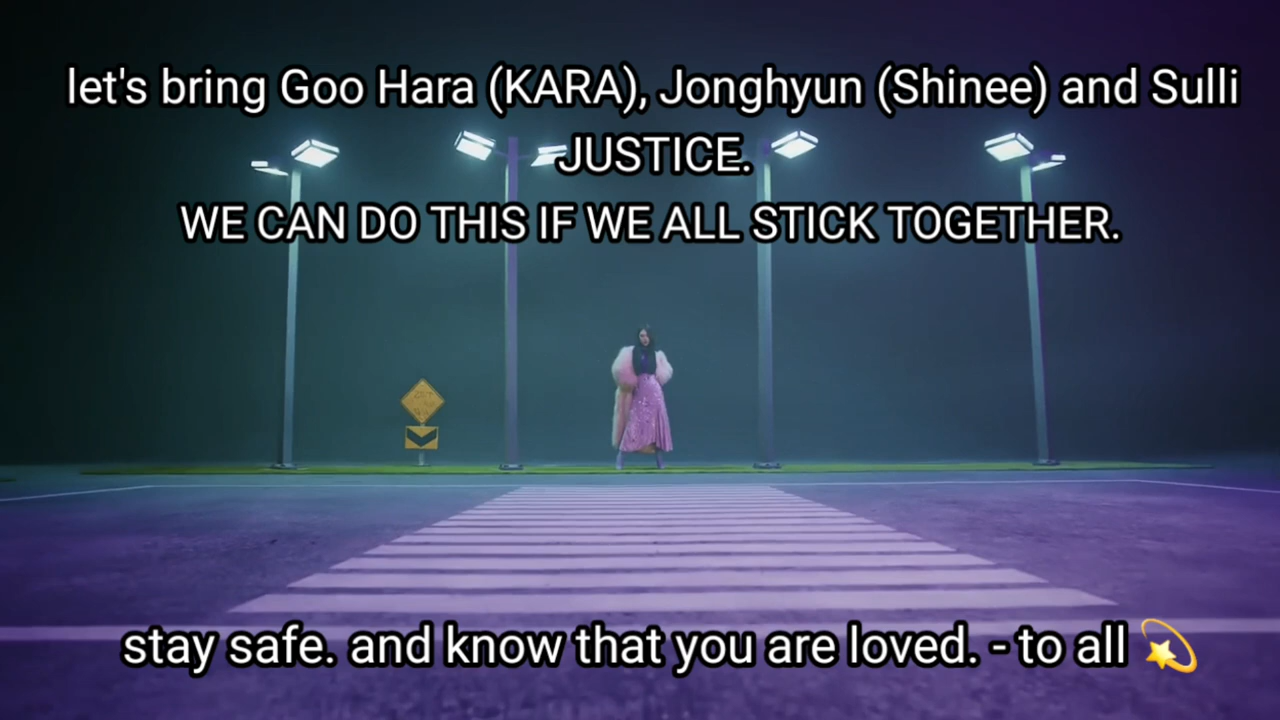 let's bring Goo Hara (KARA), Jonghyun (Shinee) and Sulli
JUSTICE.
WE CAN DO THIS IF WE ALL STICK TOGETHER.
stay safe. and know that you are loved. - to all 💫